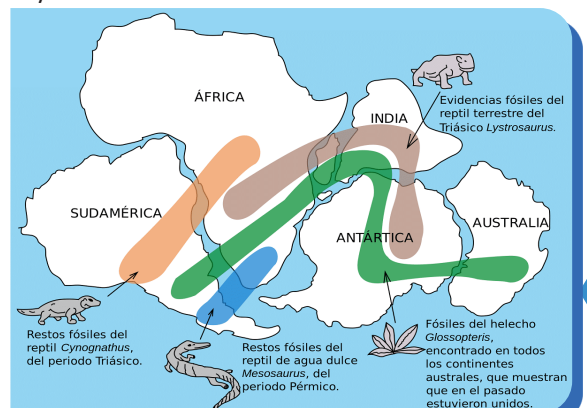 ÁFRICA
INDIA
Evidencias fósiles del
reptil terrestre del
Triásico Lystrosaurus.
SUDAMÉRICA
ANTÁRTICA
AUSTRALIA
Restos fósiles del
reptil Cynognathus,
del periodo Triásico.
Restos fósiles del
reptil de agua dulce
Mesosaurus, del
periodo Pérmico.
Fósiles del helecho
Glossopteris,
encontrado en todos
los continentes
australes, que muestran
que en el pasado
estuvieron unidos.